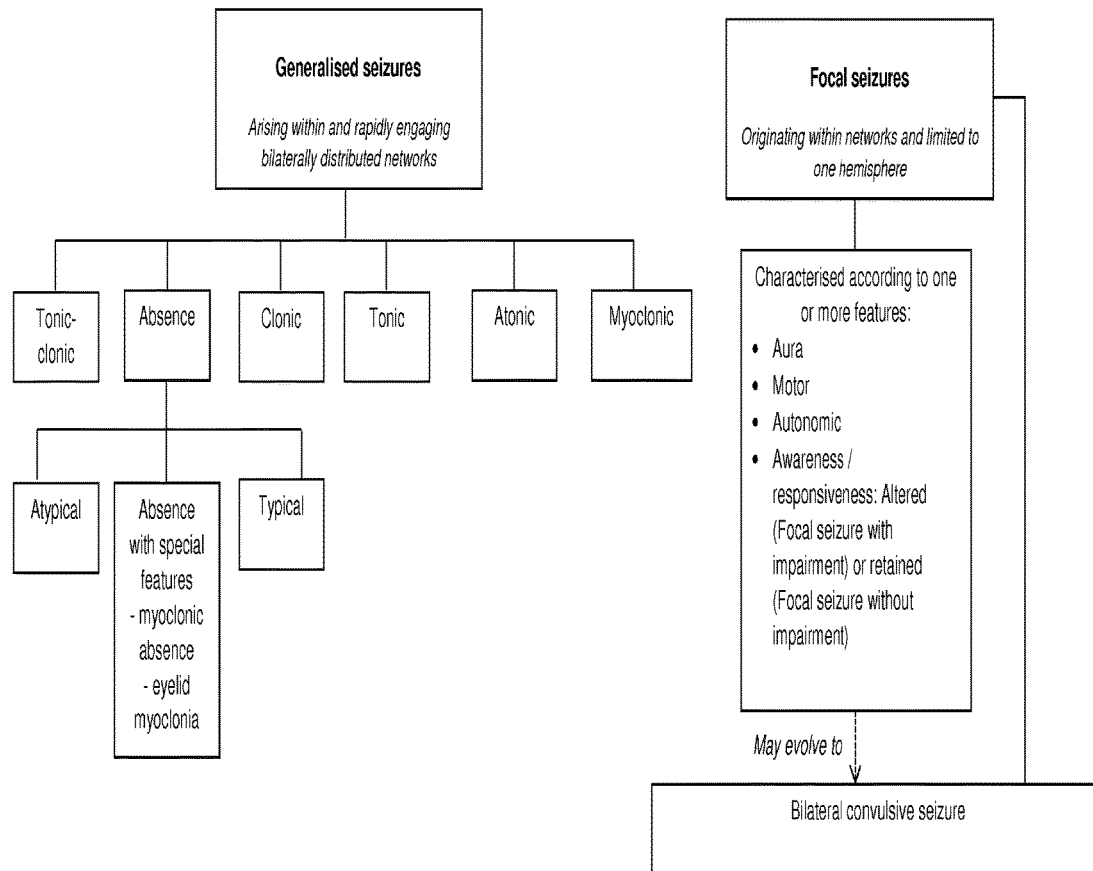 Generalised seizures
Arising within and rapidly engaging
bilaterally distributed networks
Tonic-
clonic
Absence
Clonic
Tonic
Atonic
Myoclonic
Atypical
Absence
with special
features
- myoclonic
absence
- eyelid
myoclonia
Typical
Focal seizures
Originating within networks and limited to
one hemisphere
Characterised according to one
or more features:
• Aura
• Motor
• Autonomic
• Awareness /
responsiveness: Altered
(Focal seizure with
impairment) or retained
(Focal seizure without
impairment)
May evolve to
Bilateral convulsive seizure